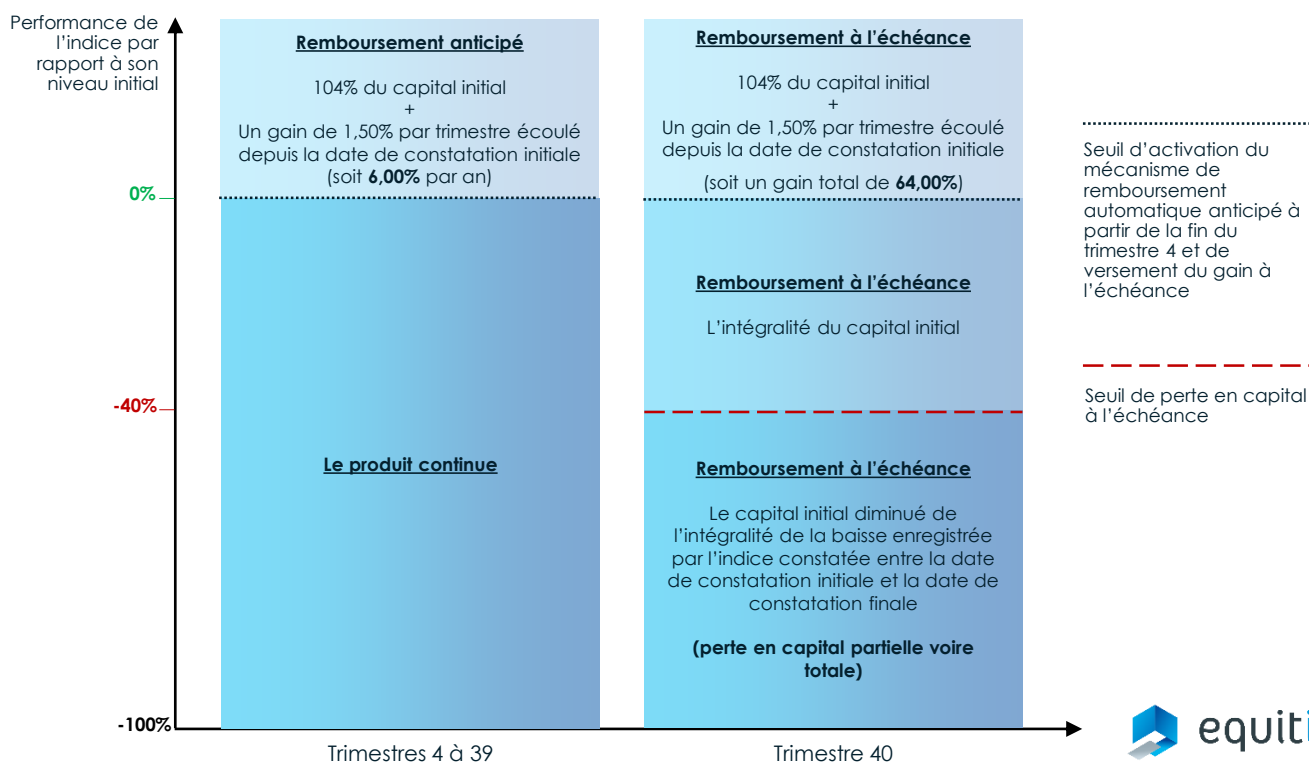 Performance de
l'indice par
rapport à son
niveau initial
0%
-40%
-100%
Remboursement anticipé
104% du capital initial
+
Un gain de 1,50% par trimestre écoulé
depuis la date de constatation initiale
(soit 6,00% par an)
Le produit continue
Trimestres 4 à 39
Remboursement à l'échéance
104% du capital initial
+
Un gain de 1,50% par trimestre écoulé
depuis la date de constatation initiale
(soit un gain total de 64,00%)
Remboursement à l'échéance
L'intégralité du capital initial
Remboursement à l'échéance
Le capital initial diminué de
l'intégralité de la baisse enregistrée
par l'indice constatée entre la date
de constatation initiale et la date de
constatation finale
(perte en capital partielle voire
totale)
Trimestre 40
Seuil d'activation du
mécanisme de
remboursement
automatique anticipé à
partir de la fin du
trimestre 4 et de
versement du gain à
l'échéance
Seuil de perte en capital
à l'échéance
equiti